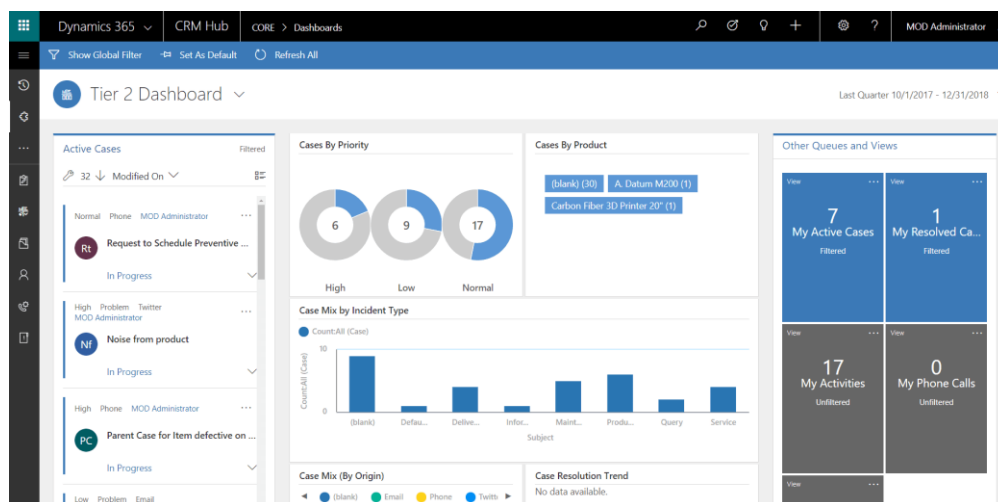 Dynamics 365 CRM Hub CORE > Dashboards ? MOD Administrator
Show Global Filter Set As Default Refresh All
Tier 2 Dashboard
Last Quarter 10/1/2017 - 12/31/2018
Active Cases Filtered
32 Modified On
Normal Phone MOD Administrator ...
Rt Request to Schedule Preventive ...
In Progress
High Problem Twitter
MOD Administrator ...
Nf Noise from product
In Progress
High Phone MOD Administrator ...
PC Parent Case for Item defective on ...
In Progress
Low Problem Email
Cases By Priority
6 9 17
High Low Normal
Cases By Product
(blank) (30) A. Datum M200 (1)
Carbon Fiber 3D Printer 20" (1)
Case Mix by Incident Type
Count:All (Case)
Count:All (Case)
10
0
(blank) Defau... Delive... Infor... Maint... Produ... Query Service
Subject
Case Mix (By Origin)
(blank) Email Phone Twitt
Case Resolution Trend
No data available.
Other Queues and Views
View ...
7
My Active Cases
Filtered
View ...
1
My Resolved Ca...
Filtered
View ...
17
My Activities
Unfiltered
View ...
0
My Phone Calls
Unfiltered
View ...